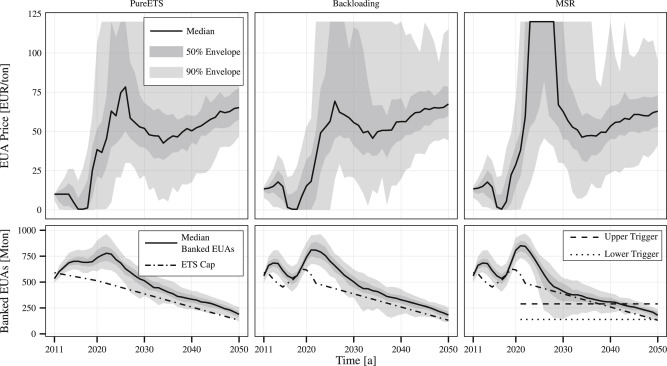 PureETS
Backloading
MSR
EUA Price [EUR/ton]
125
100
75
50
25
0
Median
50% Envelope
90% Envelope
Banked EUAs [Mton]
1000
750
500
250
0
Median
Banked EUAs
ETS Cap
Upper Trigger
Lower Trigger
2011 2020 2030 2040 2050
2011 2020 2030 2040 2050
2011 2020 2030 2040 2050
Time [a]